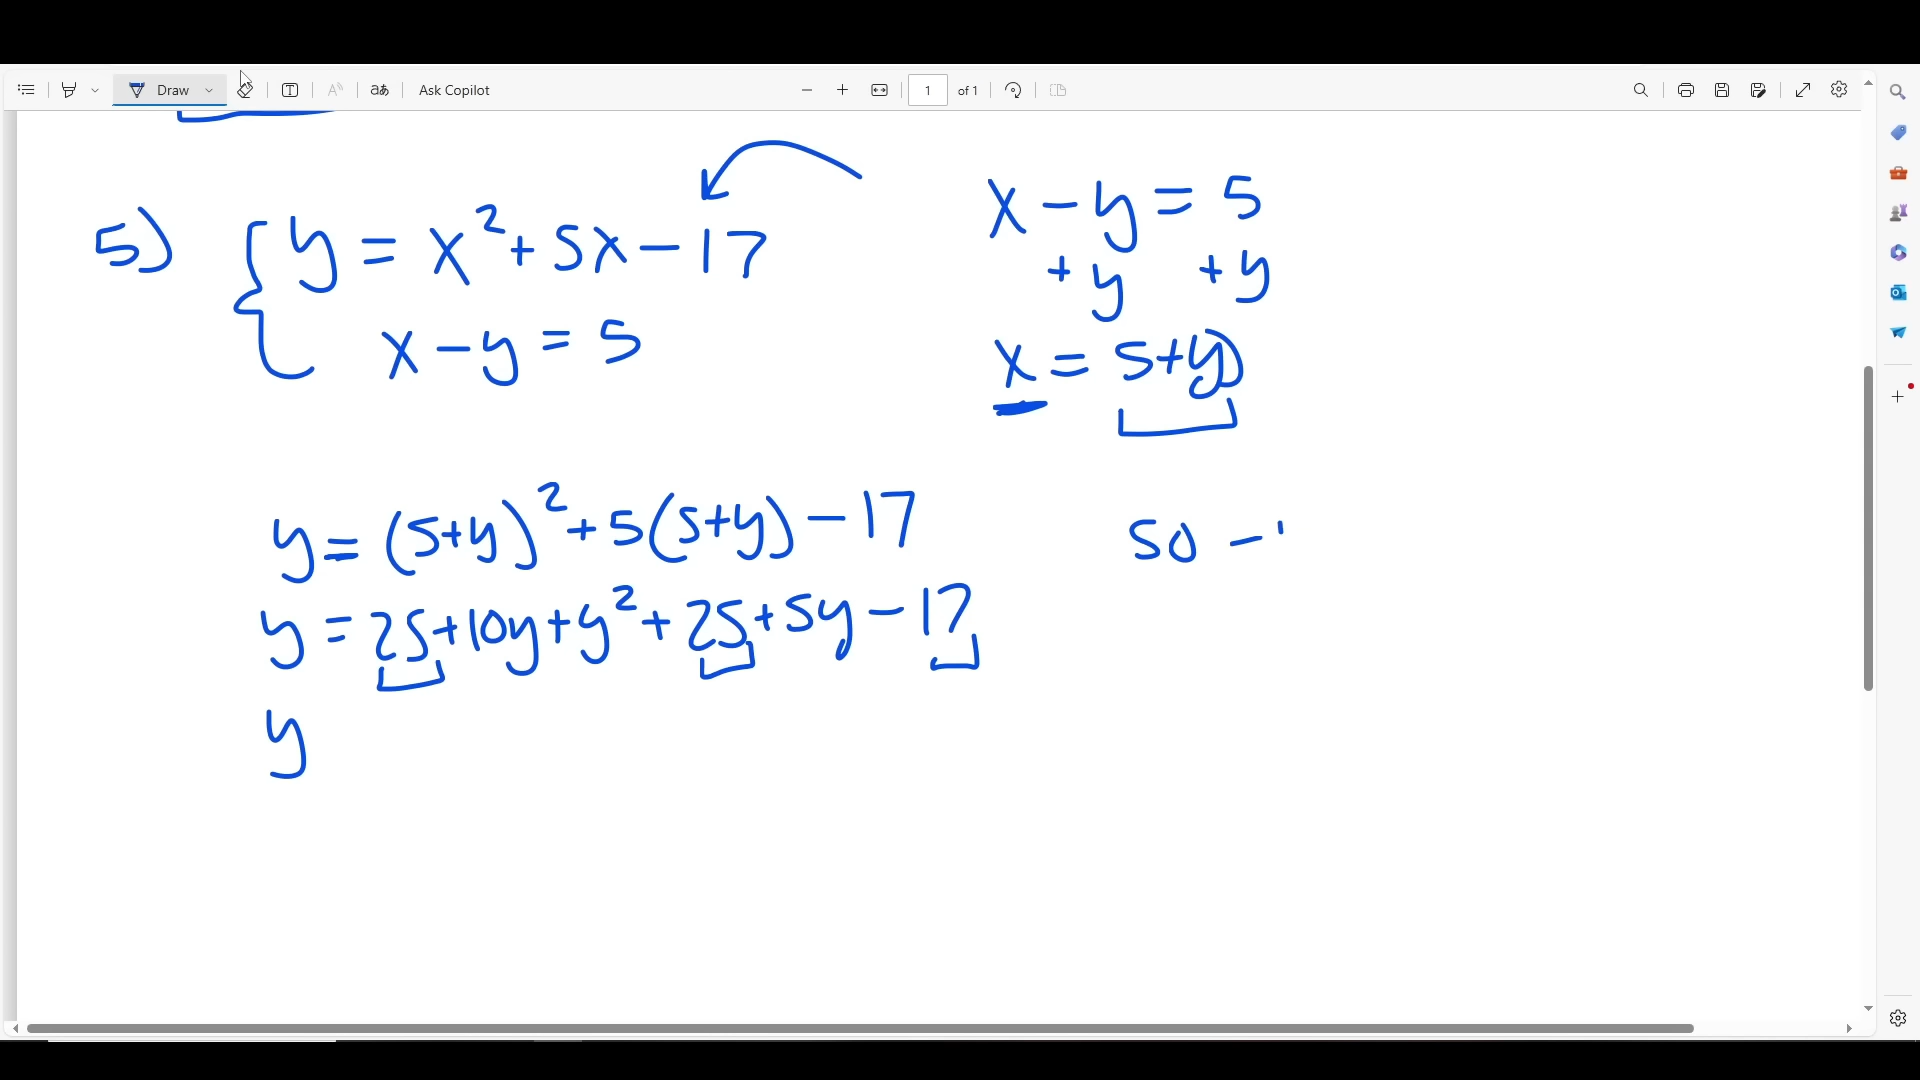 Draw
Ask Copilot
1 of 1
5) { y = x² + 5x - 17
x - y = 5
x - y = 5
+ y + y
x = 5+y
y = (5+y)² + 5(5+y) - 17
y = 25+10y+y² + 25+5y-17
y
50 -